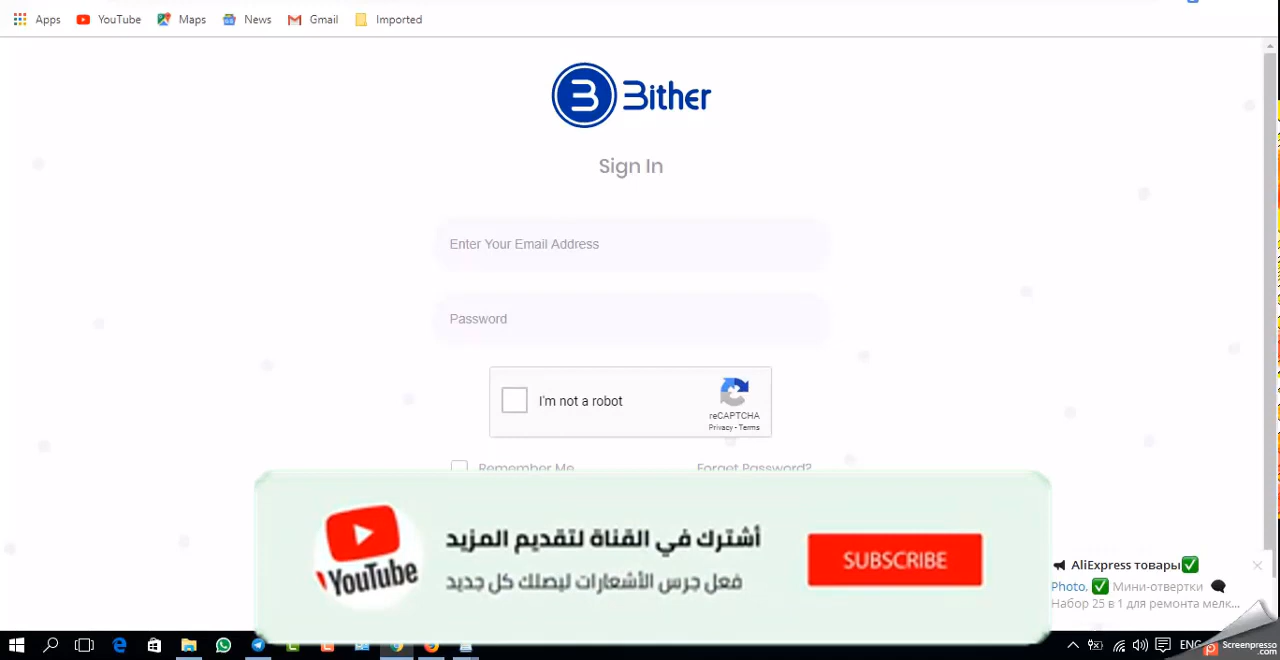 Apps YouTube Maps News Gmail Imported
Bither
Sign In
Enter Your Email Address
Password
I'm not a robot
reCAPTCHA
Privacy - Terms
Remember Me Forget Password?
YouTube
أشترك في القناة لتقديم المزيد
فعل جرس الأشعارات ليصلك كل جديد
SUBSCRIBE
AliExpress товары✅
Photo, ✅ Мини-отвертки
Набор 25 в 1 для ремонта мелк...
ENG
Screenpresso
.com